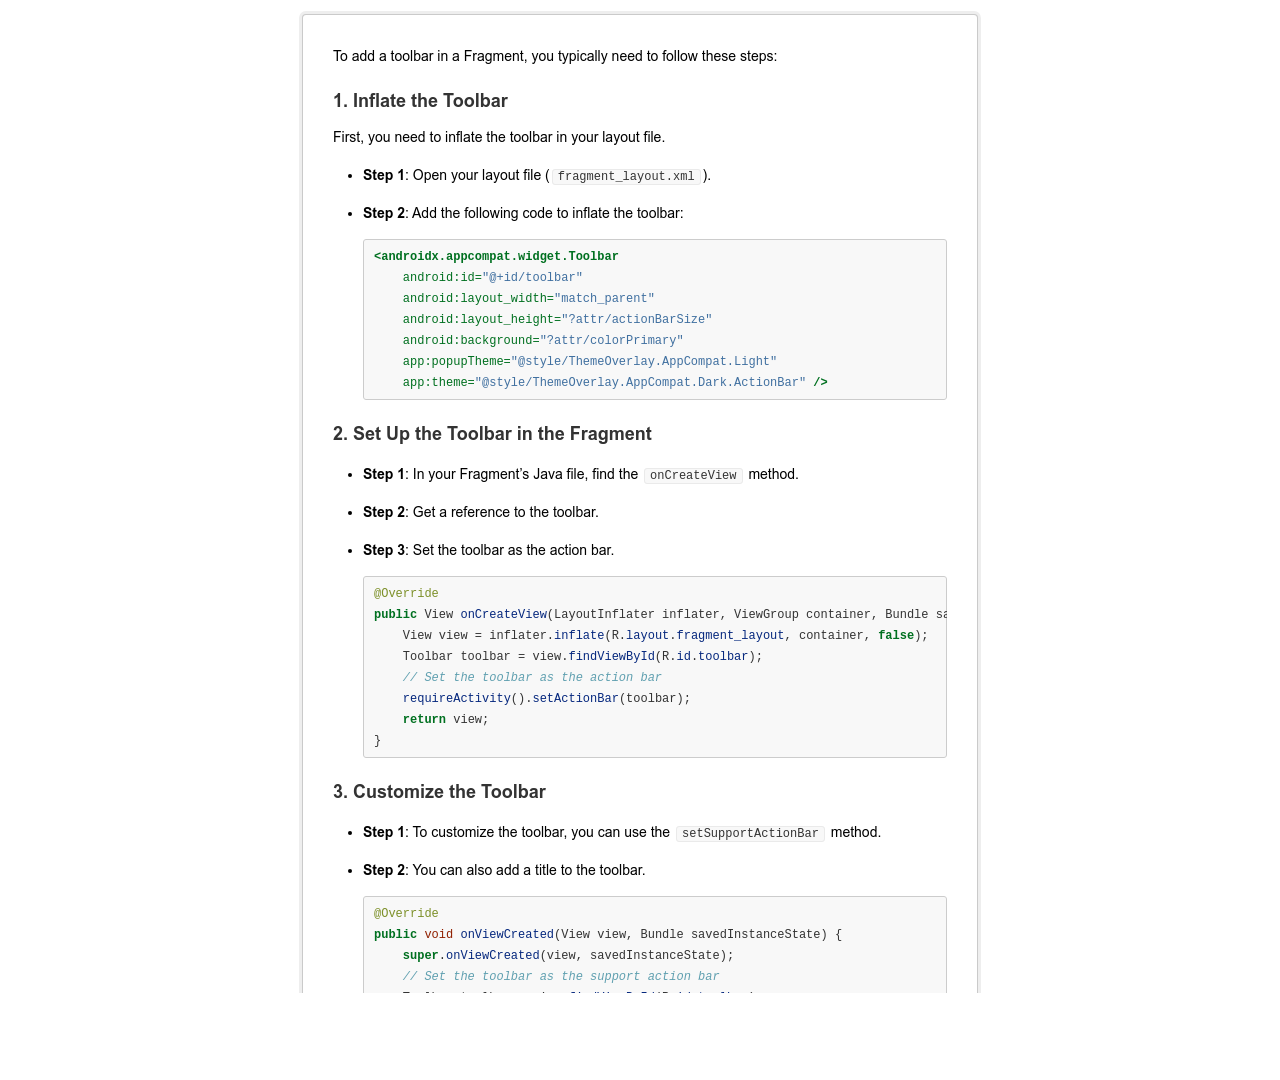 To add a toolbar in a Fragment, you typically need to follow these steps:
1. Inflate the Toolbar
First, you need to inflate the toolbar in your layout file.
• Step 1: Open your layout file ( fragment_layout.xml ).
• Step 2: Add the following code to inflate the toolbar:
<androidx.appcompat.widget.Toolbar
    android:id="@+id/toolbar"
    android:layout_width="match_parent"
    android:layout_height="?attr/actionBarSize"
    android:background="?attr/colorPrimary"
    app:popupTheme="@style/ThemeOverlay.AppCompat.Light"
    app:theme="@style/ThemeOverlay.AppCompat.Dark.ActionBar" />
2. Set Up the Toolbar in the Fragment
• Step 1: In your Fragment’s Java file, find the onCreateView method.
• Step 2: Get a reference to the toolbar.
• Step 3: Set the toolbar as the action bar.
@Override
public View onCreateView(LayoutInflater inflater, ViewGroup container, Bundle sa
    View view = inflater.inflate(R.layout.fragment_layout, container, false);
    Toolbar toolbar = view.findViewById(R.id.toolbar);
    // Set the toolbar as the action bar
    requireActivity().setActionBar(toolbar);
    return view;
}
3. Customize the Toolbar
• Step 1: To customize the toolbar, you can use the setSupportActionBar method.
• Step 2: You can also add a title to the toolbar.
@Override
public void onViewCreated(View view, Bundle savedInstanceState) {
    super.onViewCreated(view, savedInstanceState);
    // Set the toolbar as the support action bar